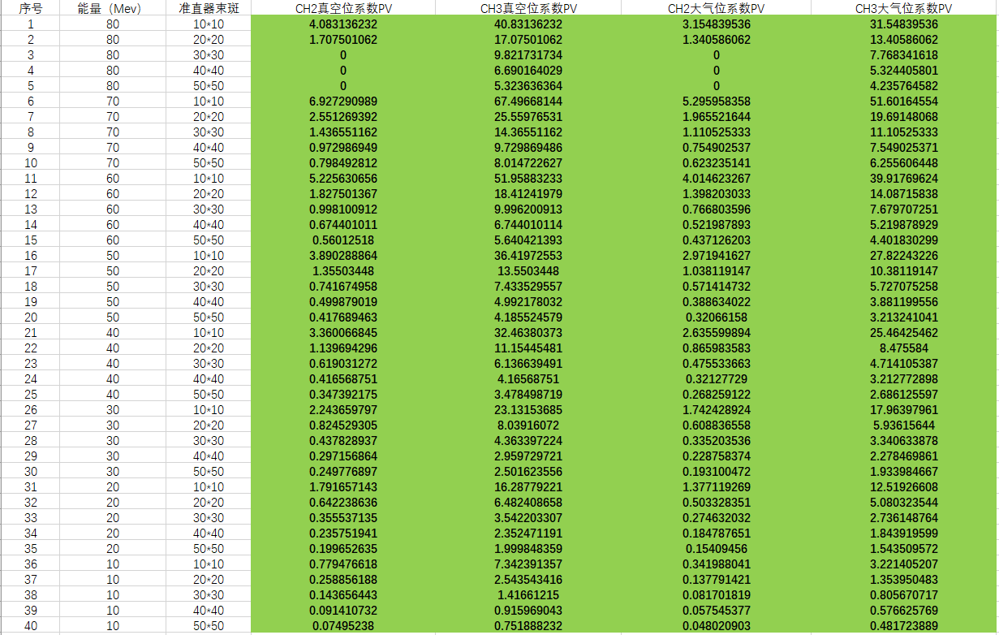 序号 能量（Mev） 准直器束斑 CH2真空位系数PV CH3真空位系数PV CH2大气位系数PV CH3大气位系数PV
1 80 10*10 4.083136232 40.83136232 3.154839536 31.54839536
2 80 20*20 1.707501062 17.07501062 1.340586062 13.40586062
3 80 30*30 0 9.821731734 0 7.768341618
4 80 40*40 0 6.690164029 0 5.324405801
5 80 50*50 0 5.323636364 0 4.235764582
6 70 10*10 6.927290989 67.49668144 5.295958358 51.60164554
7 70 20*20 2.551269392 25.55976531 1.965521644 19.69148068
8 70 30*30 1.436551162 14.36551162 1.110525333 11.10525333
9 70 40*40 0.972986949 9.729869486 0.754902537 7.549025371
10 70 50*50 0.798492812 8.014722627 0.623235141 6.255606448
11 60 10*10 5.225630656 51.95883233 4.014623267 39.91769624
12 60 20*20 1.827501367 18.41241979 1.398203033 14.08715838
13 60 30*30 0.998100912 9.996200913 0.766803596 7.679707251
14 60 40*40 0.674401011 6.744010114 0.521987893 5.219878929
15 60 50*50 0.56012518 5.640421393 0.437126203 4.401830299
16 50 10*10 3.890288864 36.41972553 2.971941627 27.82243226
17 50 20*20 1.35503448 13.5503448 1.038119147 10.38119147
18 50 30*30 0.741674958 7.433529557 0.571414732 5.727075258
19 50 40*40 0.499879019 4.992178032 0.388634022 3.881199556
20 50 50*50 0.417689463 4.185524579 0.32066158 3.213241041
21 40 10*10 3.360066845 32.46380373 2.635599894 25.46425462
22 40 20*20 1.139694296 11.15445481 0.865983583 8.475584
23 40 30*30 0.619031272 6.136639491 0.475533663 4.714105387
24 40 40*40 0.416568751 4.16568751 0.32127729 3.212772898
25 40 50*50 0.347392175 3.478498719 0.268259122 2.686125597
26 30 10*10 2.243659797 23.13153685 1.742428924 17.96397961
27 30 20*20 0.824529305 8.03916072 0.608836558 5.93615644
28 30 30*30 0.437828937 4.363397224 0.335203536 3.340633878
29 30 40*40 0.297156864 2.959729721 0.228758374 2.278469861
30 30 50*50 0.249776897 2.501623556 0.193100472 1.933984667
31 20 10*10 1.791657143 16.28779221 1.377119269 12.51926608
32 20 20*20 0.642238636 6.482408658 0.503328351 5.080323544
33 20 30*30 0.355537135 3.542203307 0.274632032 2.736148764
34 20 40*40 0.235751941 2.352471191 0.184787651 1.843919599
35 20 50*50 0.199652635 1.999848359 0.15409456 1.543509572
36 10 10*10 0.779476618 7.342391357 0.341988041 3.221405207
37 10 20*20 0.258856188 2.543543416 0.137791421 1.353950483
38 10 30*30 0.143656443 1.41661215 0.081701819 0.805670717
39 10 40*40 0.091410732 0.915969043 0.057545377 0.576625769
40 10 50*50 0.07495238 0.751888232 0.048020903 0.481723889